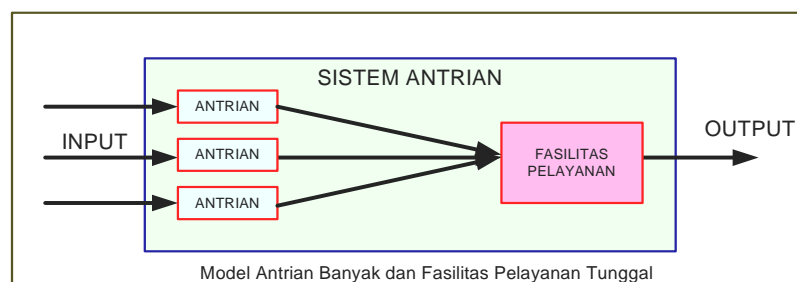 SISTEM ANTRIAN
ANTRIAN
INPUT
ANTRIAN
ANTRIAN
FASILITAS
PELAYANAN
OUTPUT
Model Antrian Banyak dan Fasilitas Pelayanan Tunggal